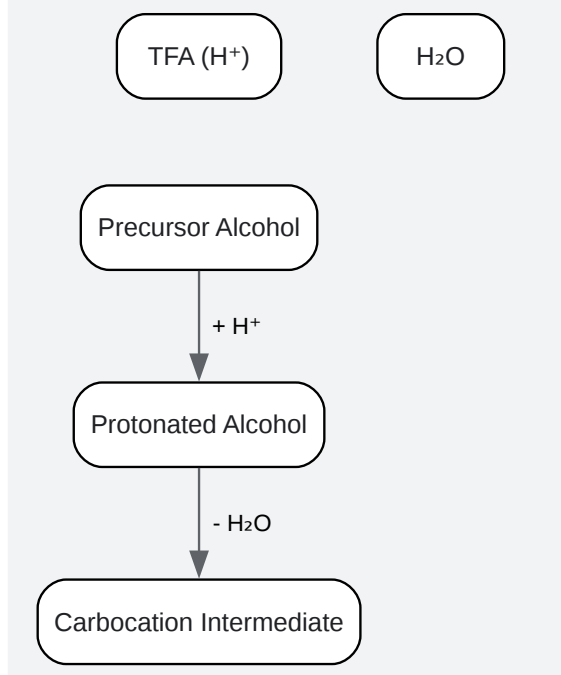 TFA (H⁺)
H₂O
Precursor Alcohol
+ H⁺
Protonated Alcohol
- H₂O
Carbocation Intermediate